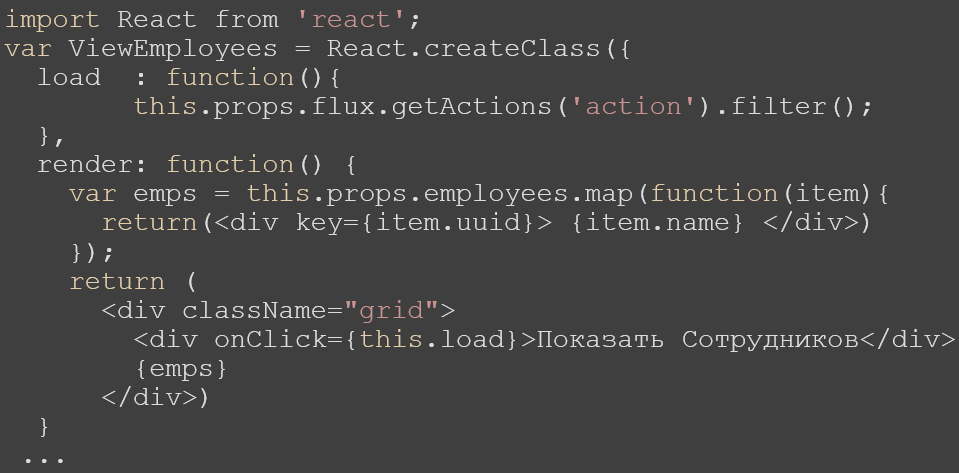 import React from 'react';
var ViewEmployees = React.createClass({
  load  : function(){
        this.props.flux.getActions('action').filter();
  },
  render: function() {
    var emps = this.props.employees.map(function(item){
      return(<div key={item.uuid}> {item.name} </div>)
    });
    return (
      <div className="grid">
        <div onClick={this.load}>Показать Сотрудников</div>
        {emps}
      </div>)
  }
 ...